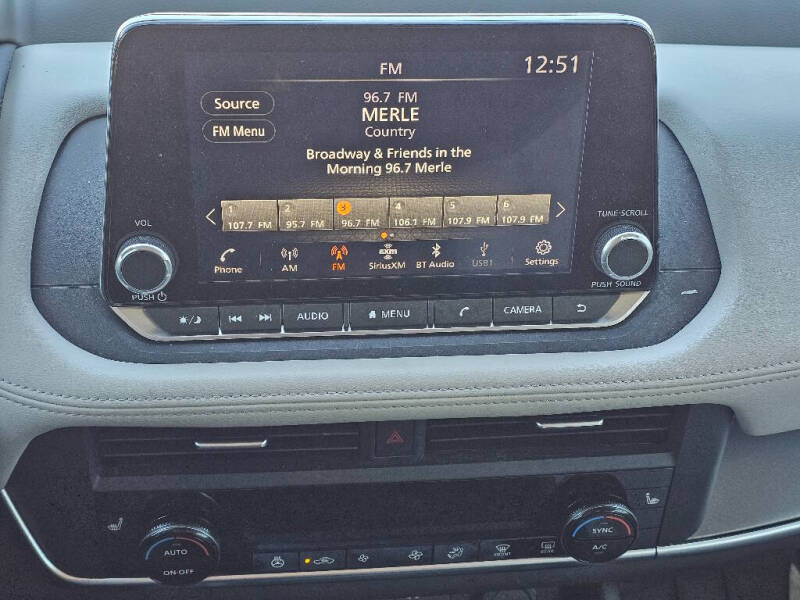 FM
12:51
Source
FM Menu
96.7 FM
MERLE
Country
Broadway & Friends in the
Morning 96.7 Merle
1 2 3 4 5 6
107.7 FM 95.7 FM 96.7 FM 106.1 FM 107.9 FM 107.9 FM
VOL
TUNE·SCROLL
Phone AM FM SiriusXM BT Audio USB1 Settings
SXM
PUSH
PUSH SOUND
AUDIO MENU CAMERA
AUTO
ON·OFF
SYNC
A/C
FRONT
REAR